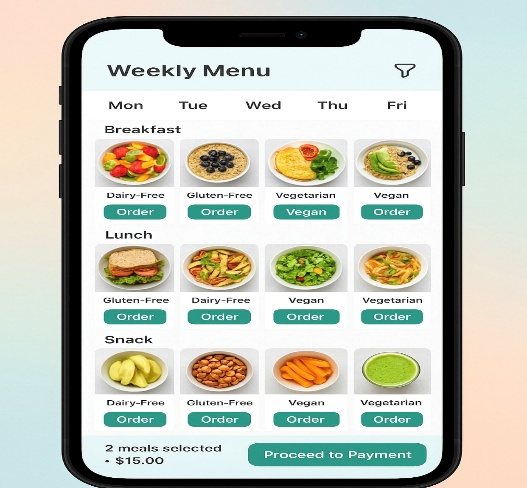 Weekly Menu
Mon Tue Wed Thu Fri
Breakfast
Dairy-Free Gluten-Free Vegetarian Vegan
Order Order Vegan Order
Lunch
Gluten-Free Dairy-Free Vegan Vegetarian
Order Order Order Order
Snack
Dairy-Free Gluten-Free Vegan Vegetarian
Order Order Order Order
2 meals selected
• $15.00
Proceed to Payment